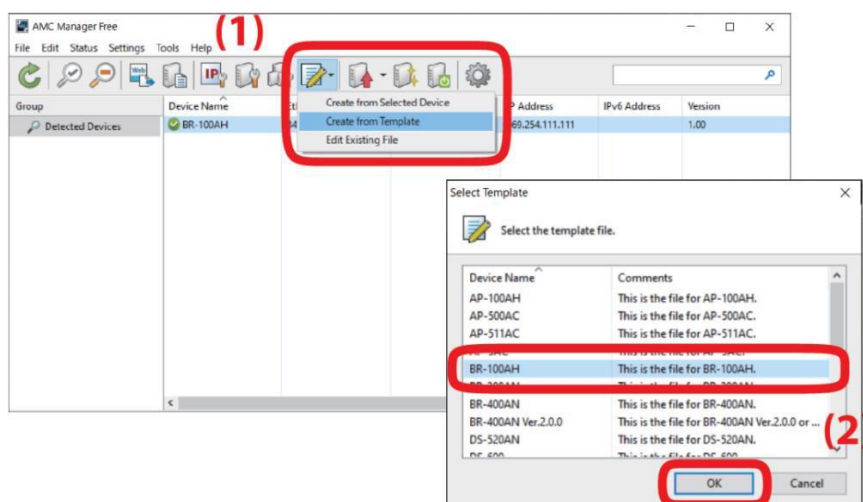 AMC Manager Free
(1)
File Edit Status Settings Tools Help
Web
IP
Group
Device Name
IP Address
IPv6 Address
Version
Detected Devices
BR-100AH
69.254.111.111
1.00
Create from Selected Device
Create from Template
Edit Existing File
Select Template
Select the template file.
Device Name Comments
AP-100AH This is the file for AP-100AH.
AP-500AC This is the file for AP-500AC.
AP-511AC This is the file for AP-511AC.
BR-100AH This is the file for BR-100AH.
BR-400AN This is the file for BR-400AN.
BR-400AN Ver.2.0.0 This is the file for BR-400AN Ver.2.0.0 or ...
DS-520AN This is the file for DS-520AN.
(2
OK Cancel